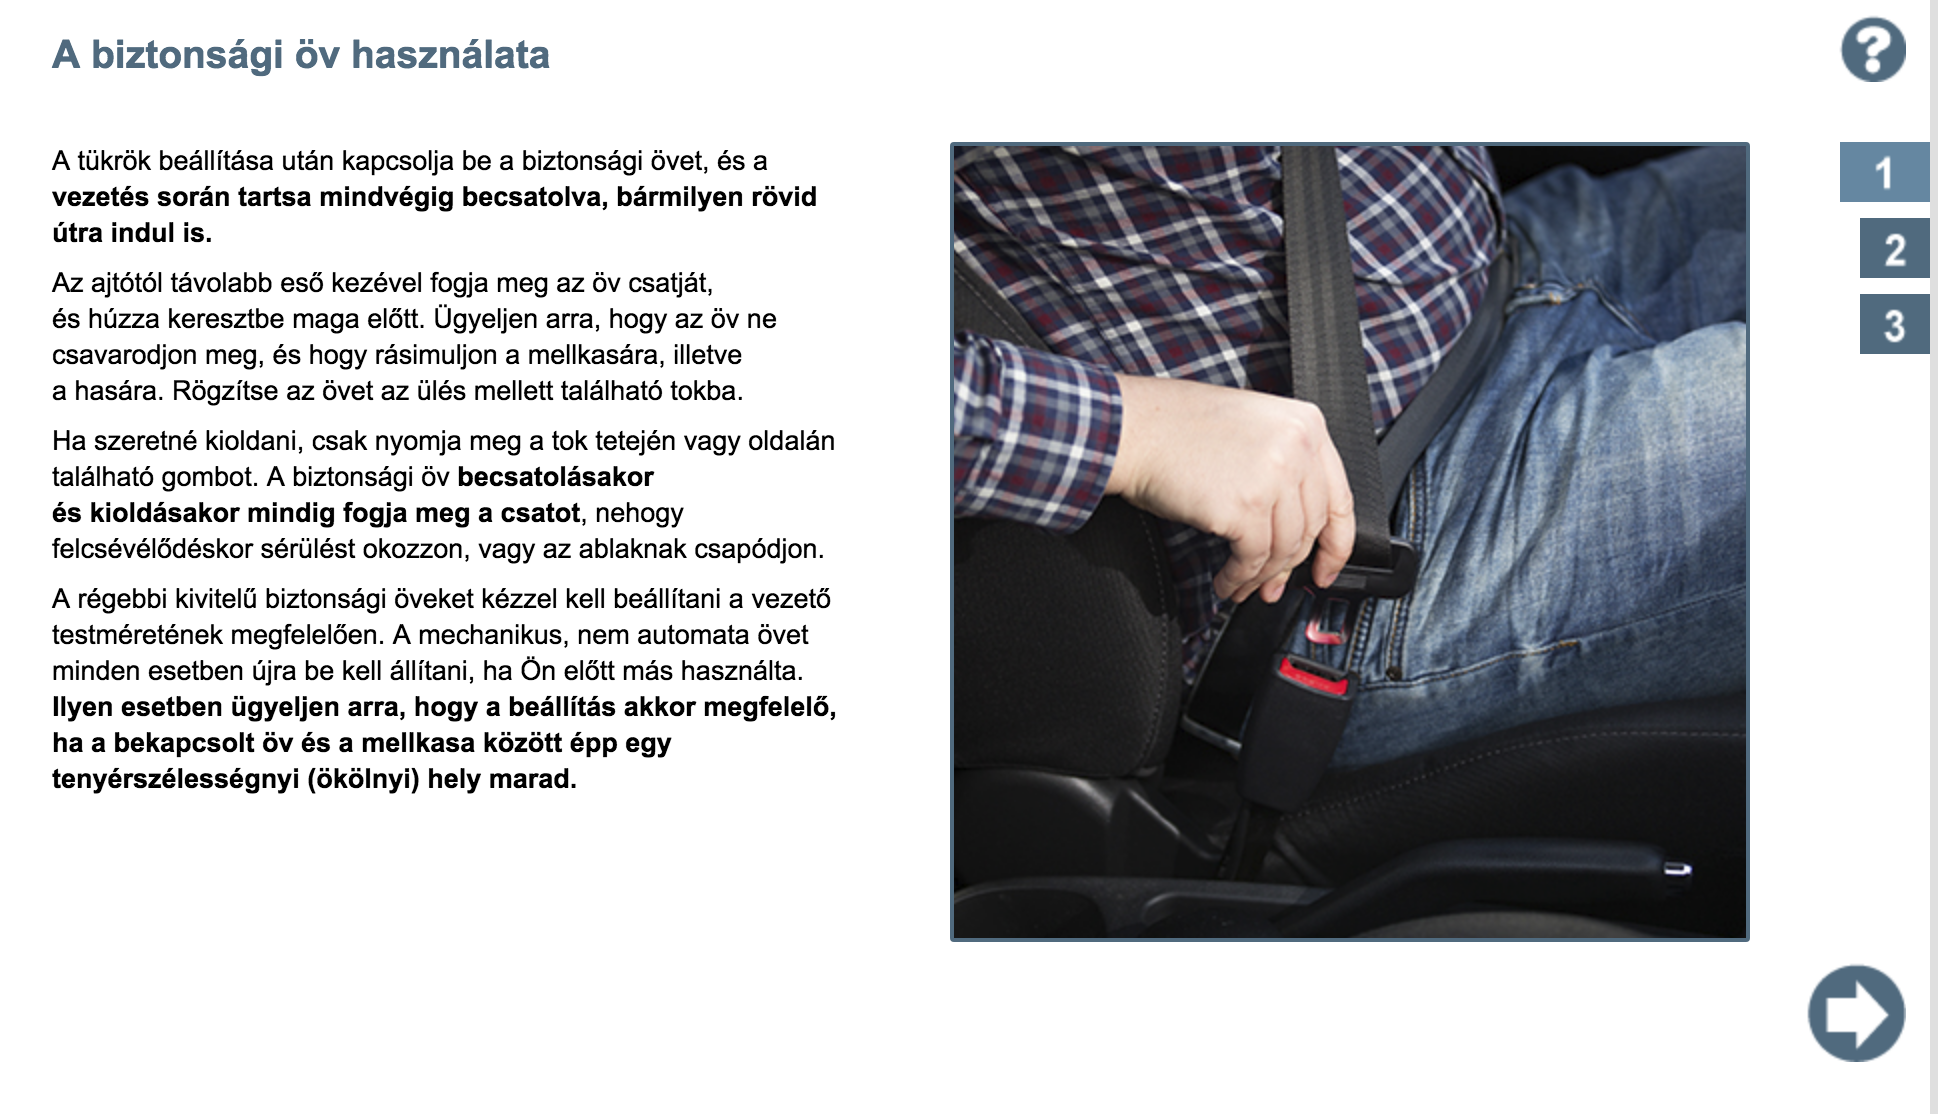 A biztonsági öv használata
?
A tükrök beállítása után kapcsolja be a biztonsági övet, és a
vezetés során tartsa mindvégig becsatolva, bármilyen rövid
útra indul is.
Az ajtótól távolabb eső kezével fogja meg az öv csatját,
és húzza keresztbe maga előtt. Ügyeljen arra, hogy az öv ne
csavarodjon meg, és hogy rásimuljon a mellkasára, illetve
a hasára. Rögzítse az övet az ülés mellett található tokba.
Ha szeretné kioldani, csak nyomja meg a tok tetején vagy oldalán
található gombot. A biztonsági öv becsatolásakor
és kioldásakor mindig fogja meg a csatot, nehogy
felcsévélődéskor sérülést okozzon, vagy az ablaknak csapódjon.
A régebbi kivitelű biztonsági öveket kézzel kell beállítani a vezető
testméretének megfelelően. A mechanikus, nem automata övet
minden esetben újra be kell állítani, ha Ön előtt más használta.
Ilyen esetben ügyeljen arra, hogy a beállítás akkor megfelelő,
ha a bekapcsolt öv és a mellkasa között épp egy
tenyérszélességnyi (ökölnyi) hely marad.
1
2
3